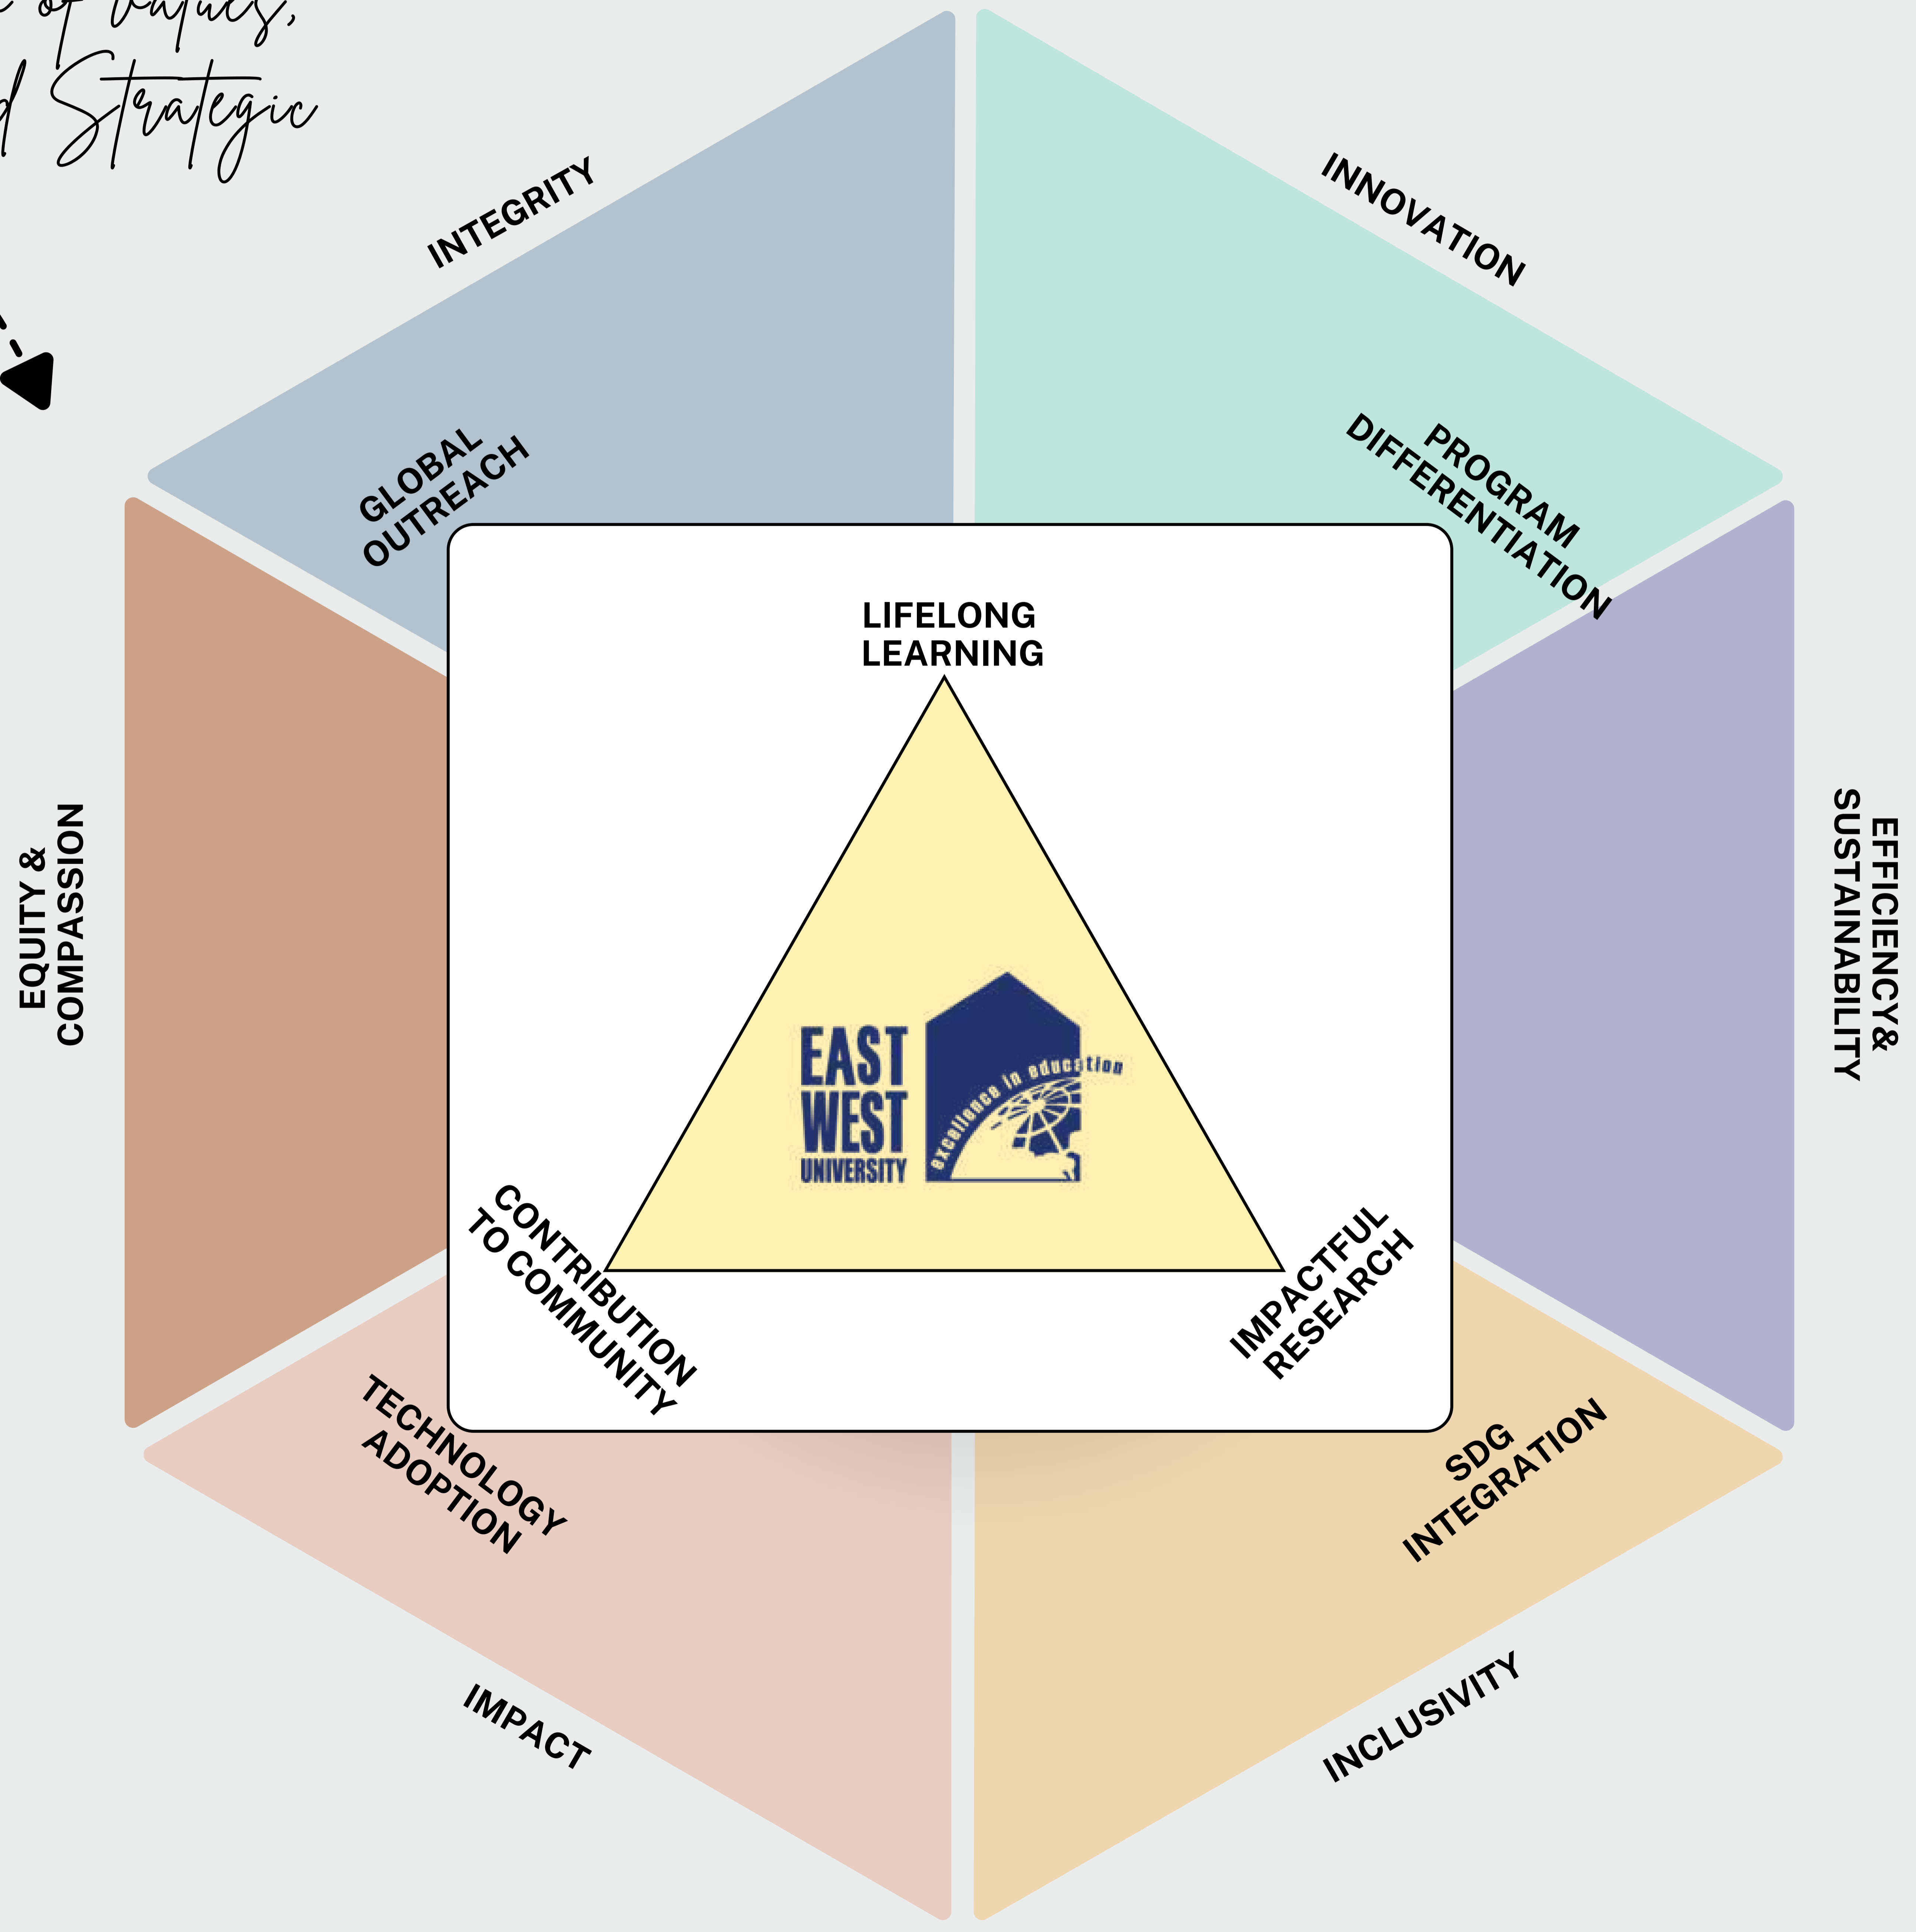 Strategic
INTEGRITY
INNOVATION
GLOBAL
OUTREACH
PROGRAM
DIFFERENTIATION
LIFELONG
LEARNING
EQUITY &
COMPASSION
EFFICIENCY &
SUSTAINABILITY
EAST
WEST
UNIVERSITY
excellence in education
CONTRIBUTION
TO COMMUNITY
IMPACTFUL
RESEARCH
TECHNOLOGY
ADOPTION
SDG
INTEGRATION
IMPACT
INCLUSIVITY